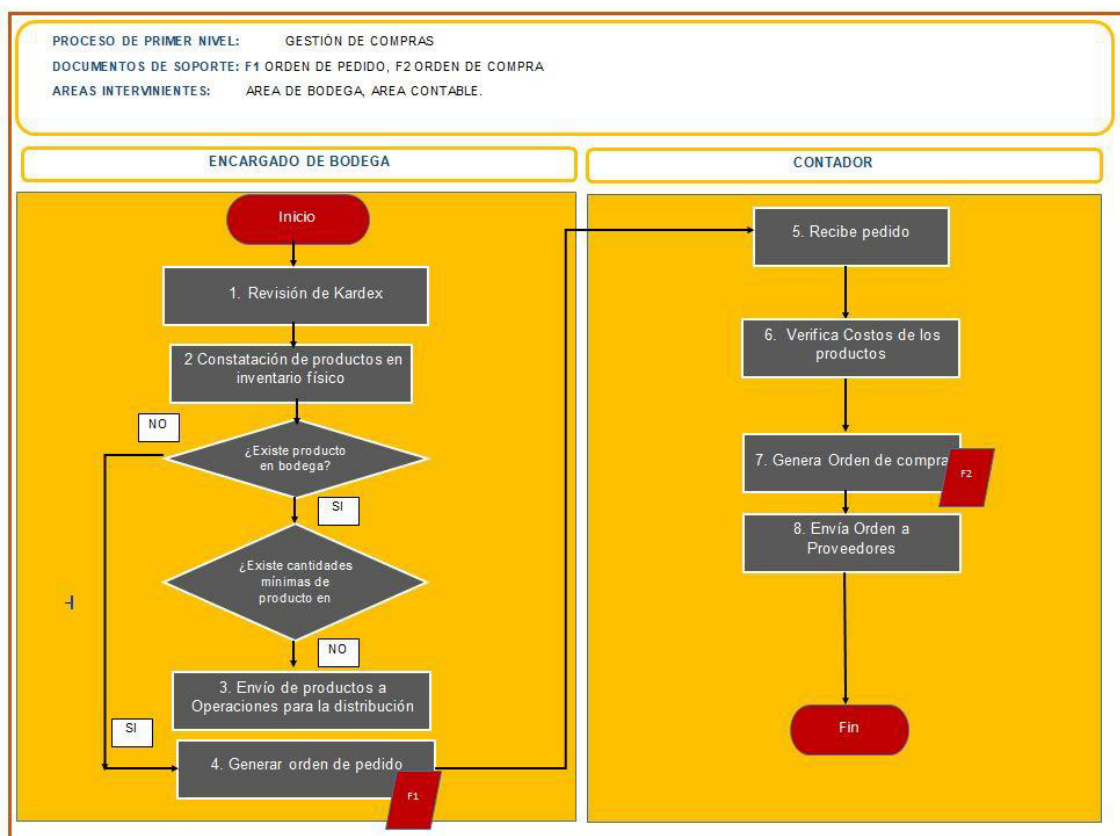 PROCESO DE PRIMER NIVEL: GESTIÓN DE COMPRAS
DOCUMENTOS DE SOPORTE: F1 ORDEN DE PEDIDO, F2 ORDEN DE COMPRA
AREAS INTERVINIENTES: AREA DE BODEGA, AREA CONTABLE.
ENCARGADO DE BODEGA
Inicio
1. Revisión de Kardex
2 Constatación de productos en
inventario físico
NO
¿Existe producto
en bodega?
SI
¿Existe cantidades
mínimas de
producto en
NO
3. Envío de productos a
Operaciones para la distribución
SI
4. Generar orden de pedido
F1
CONTADOR
5. Recibe pedido
6. Verifica Costos de los
productos
7. Genera Orden de compra
F2
8. Envía Orden a
Proveedores
Fin